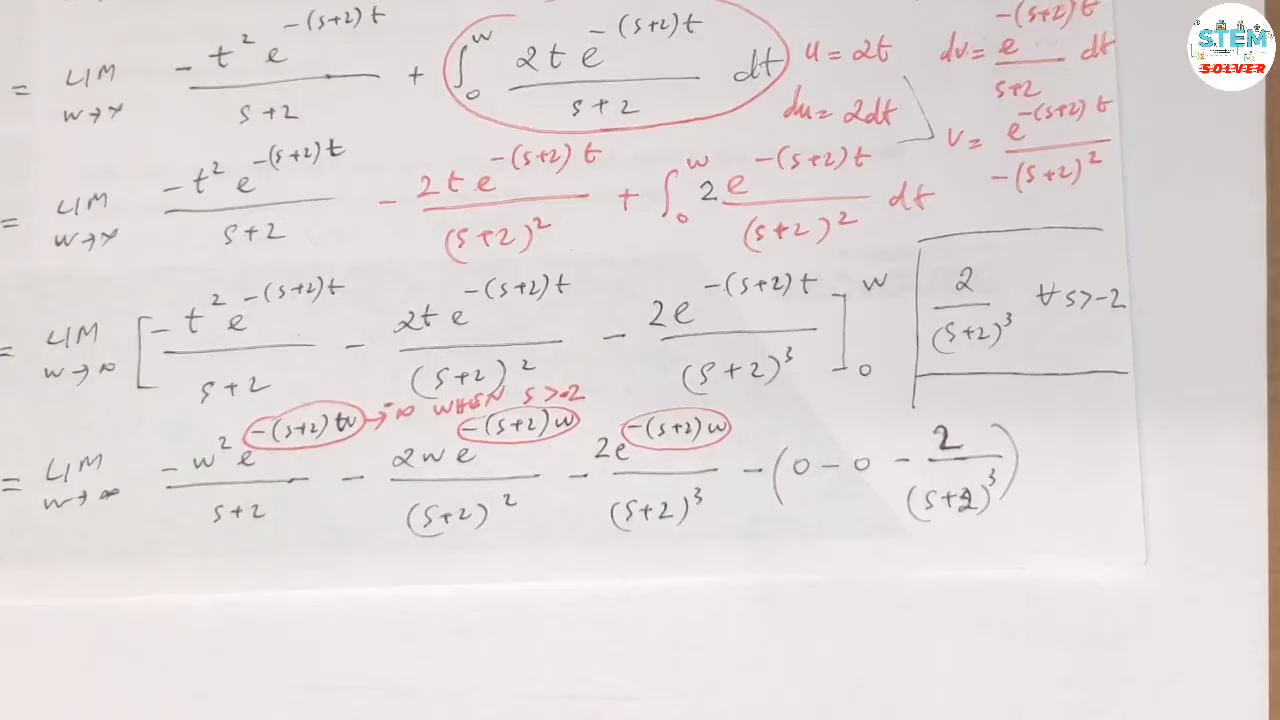 = LIM w→∞ -t² e^-(s+2)t / s+2 + ∫₀^w 2t e^-(s+2)t / s+2 dt u = 2t dv = e^-(s+2)t / s+2 dt
du = 2dt v = e^-(s+2)t / -(s+2)²
= LIM w→∞ -t² e^-(s+2)t / s+2 - 2t e^-(s+2)t / (s+2)² + ∫₀^w 2 e^-(s+2)t / (s+2)² dt
= LIM w→∞ [ -t² e^-(s+2)t / s+2 - 2t e^-(s+2)t / (s+2)² - 2e^-(s+2)t / (s+2)³ ]₀^w
2 / (s+2)³ ∀ s>-2
→ -∞ WHEN s>-2
= LIM w→∞ -w² e^-(s+2)w / s+2 - 2w e^-(s+2)w / (s+2)² - 2e^-(s+2)w / (s+2)³ - (0 - 0 - 2 / (s+2)³)
STEM
SOLVER